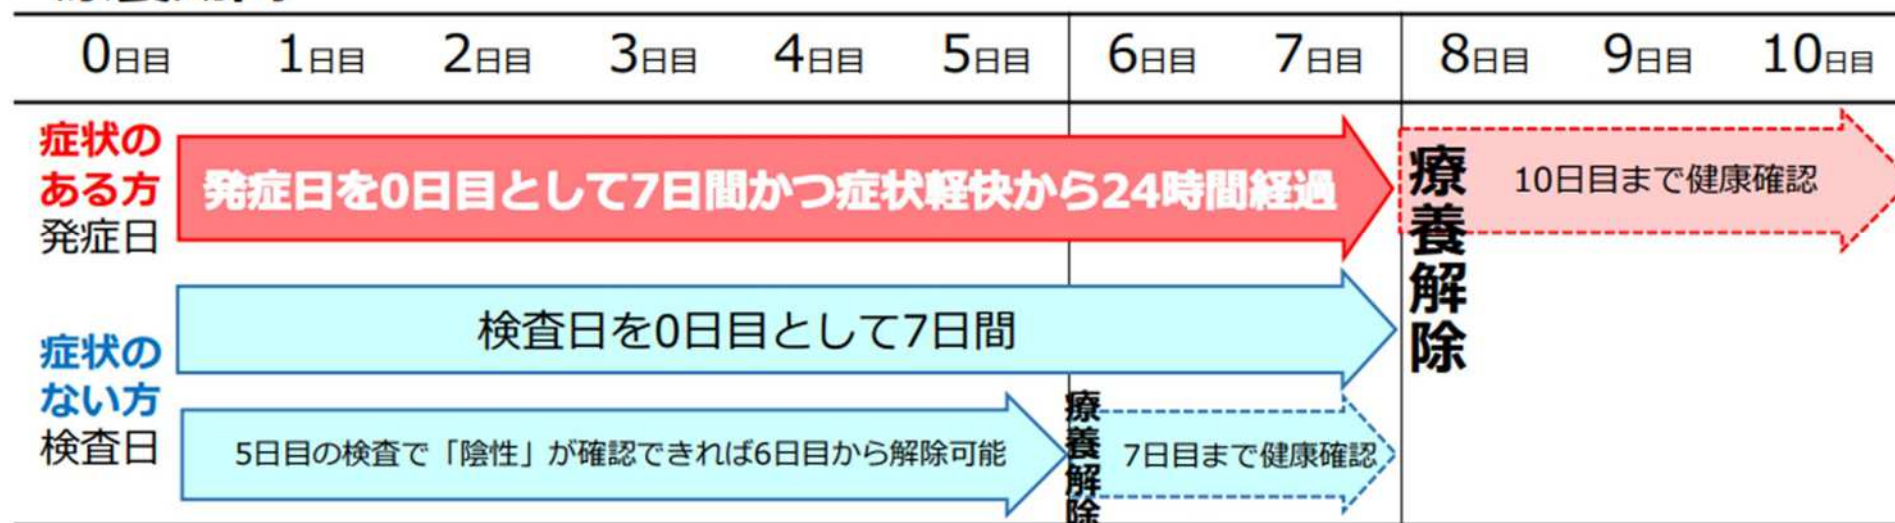 0日目 1日目 2日目 3日目 4日目 5日目 6日目 7日目 8日目 9日目 10日目
症状の
ある方
発症日
発症日を0日目として7日間かつ症状軽快から24時間経過
療養解除
10日目まで健康確認
検査日を0日目として7日間
症状の
ない方
検査日
5日目の検査で「陰性」が確認できれば6日目から解除可能
療養解除
7日目まで健康確認